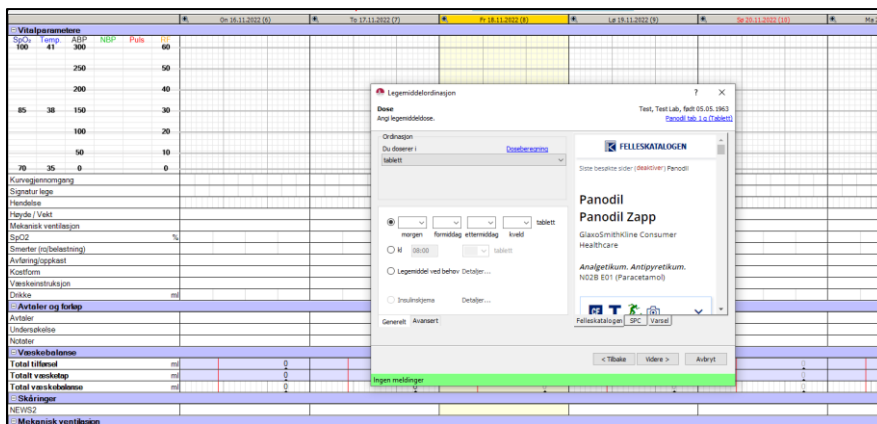 On 16.11.2022 (6) To 17.11.2022 (7) Fr 18.11.2022 (8) Lø 19.11.2022 (9) Sø 20.11.2022 (10) Ma
Vitalparametere
SpO₂ Temp. ABP NBP Puls RF
100 41 300 60
250 50
200 40
85 38 150 30
100 20
50 10
70 35 0 0
Kurvegjennomgang
Signatur lege
Hendelse
Høyde / Vekt
Mekanisk ventilasjon
SpO2 %
Smerter (ro/belastning)
Avføring/oppkast
Kostform
Væskeinstruksjon
Drikke ml
Avtaler og forløp
Avtaler
Undersøkelse
Notater
Væskebalanse
Total tilførsel ml 0
Totalt væsketap ml 0
Total væskebalanse ml 0
Skåringer
NEWS2
Mekanisk ventilasjon
Legemiddelordinasjon ? X
Dose
Angi legemiddeldose.
Test, Test Lab, født 05.05.1963
Panodil tab 1 g (Tablett)
Ordinasjon
Du doserer i Doseberegning
tablett
tablett
morgen formiddag ettermiddag kveld
kl 08:00 tablett
Legemiddel ved behov Detaljer...
Insulinskjema Detaljer...
Generelt Avansert
FELLESKATALOGEN
Siste besøkte sider (deaktiver) Panodil
Panodil
Panodil Zapp
GlaxoSmithKline Consumer
Healthcare
Analgetikum. Antipyretikum.
N02B E01 (Paracetamol)
Felleskatalogen SPC Varsel
< Tilbake Videre > Avbryt
Ingen meldinger